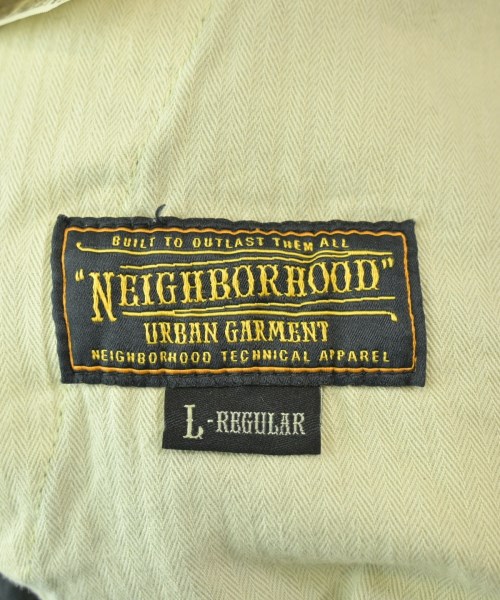 BUILT TO OUTLAST THEM ALL
"NEIGHBORHOOD"
URBAN GARMENT
NEIGHBORHOOD TECHNICAL APPAREL
L-REGULAR